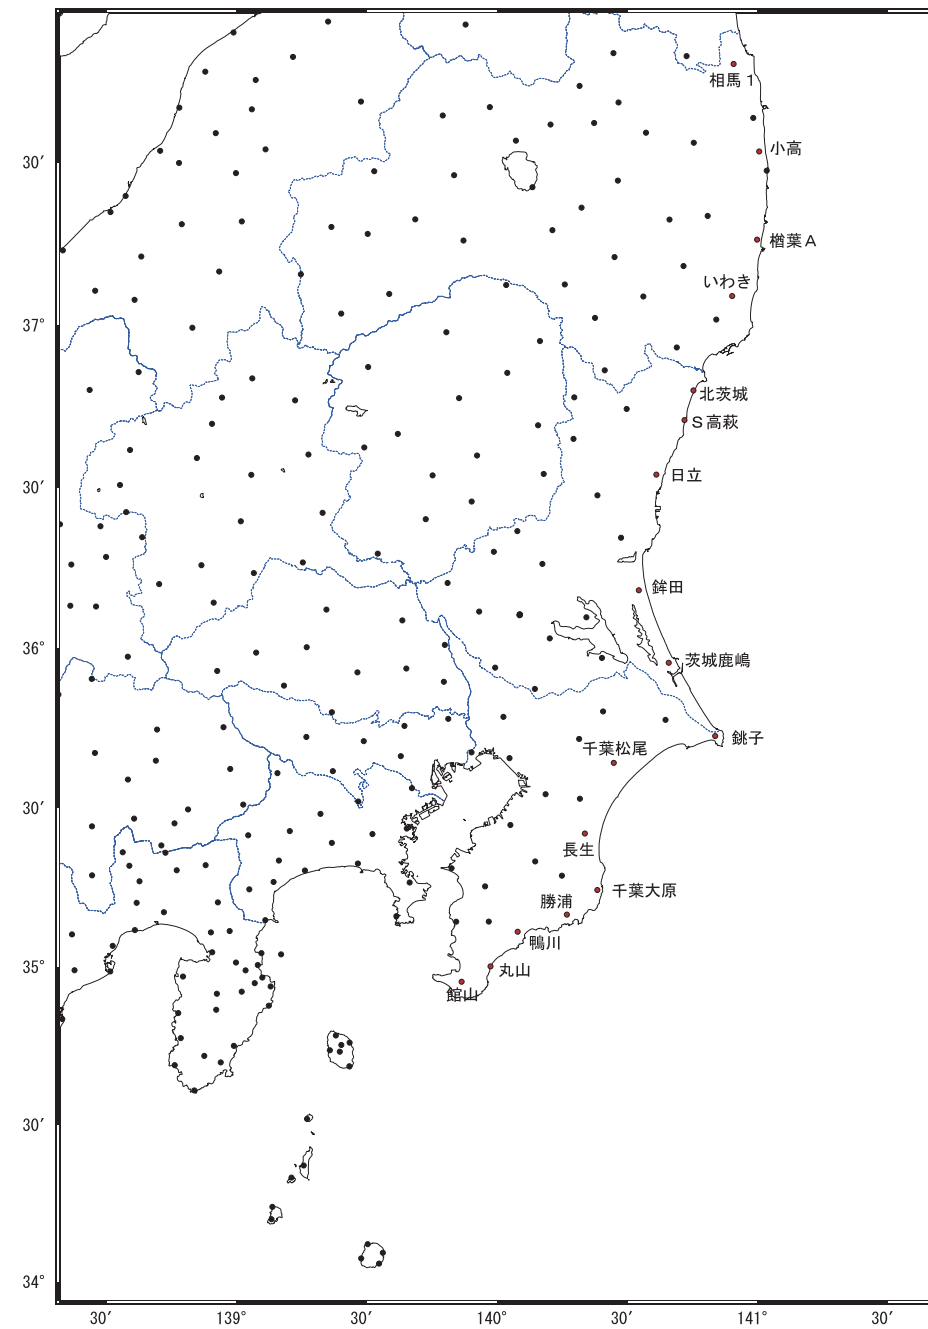 相馬１
30′
小高
楢葉Ａ
いわき
37°
北茨城
Ｓ高萩
30′
日立
鉾田
36°
茨城鹿嶋
銚子
千葉松尾
30′
長生
千葉大原
勝浦
鴨川
35°
丸山
館山
30′
34°
30′
139°
30′
140°
30′
141°
30′